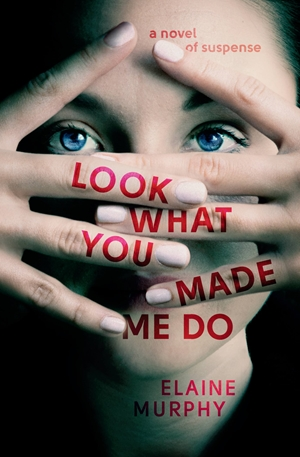 a novel
of suspense
LOOK
WHAT
YOU
MADE
ME DO
ELAINE
MURPHY